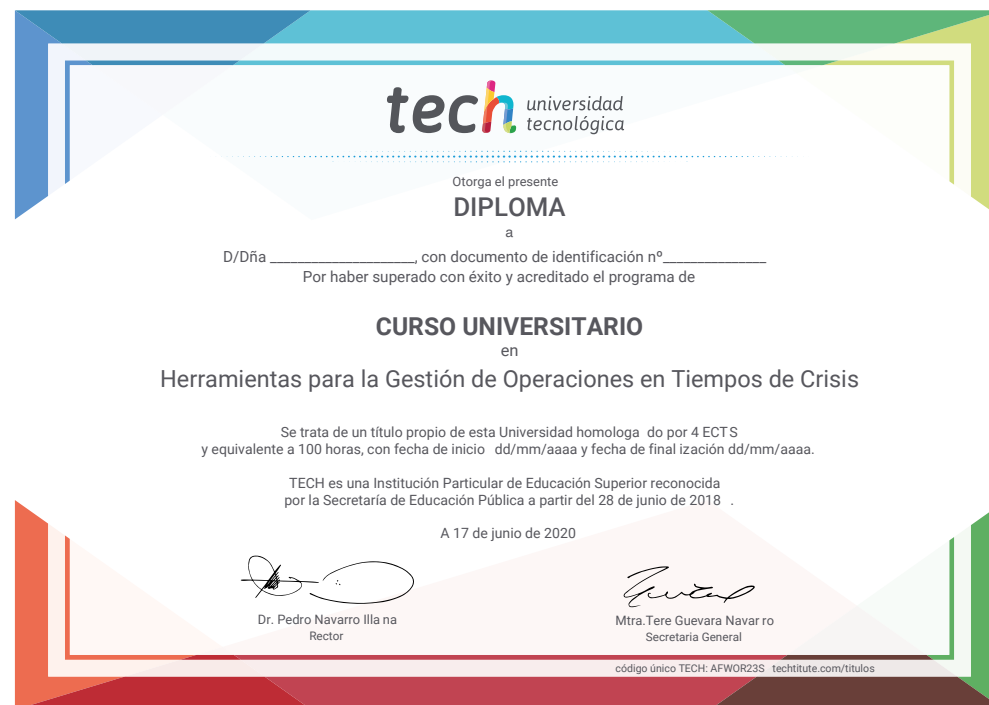 tech universidad
tecnológica
Otorga el presente
DIPLOMA
a
D/Dña ____________________, con documento de identificación nº______________
Por haber superado con éxito y acreditado el programa de
CURSO UNIVERSITARIO
en
Herramientas para la Gestión de Operaciones en Tiempos de Crisis
Se trata de un título propio de esta Universidad homologa do por 4 ECTS
y equivalente a 100 horas, con fecha de inicio dd/mm/aaaa y fecha de final ización dd/mm/aaaa.
TECH es una Institución Particular de Educación Superior reconocida
por la Secretaría de Educación Pública a partir del 28 de junio de 2018 .
A 17 de junio de 2020
Dr. Pedro Navarro Illa na
Rector
Mtra.Tere Guevara Navar ro
Secretaria General
código único TECH: AFWOR23S techtitute.com/titulos